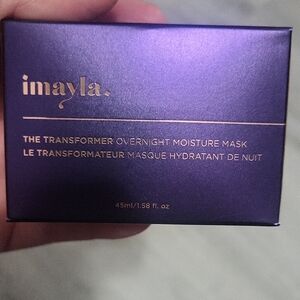 imayla.
THE TRANSFORMER OVERNIGHT MOISTURE MASK
LE TRANSFORMATEUR MASQUE HYDRATANT DE NUIT
45ml/1.58 fl. oz